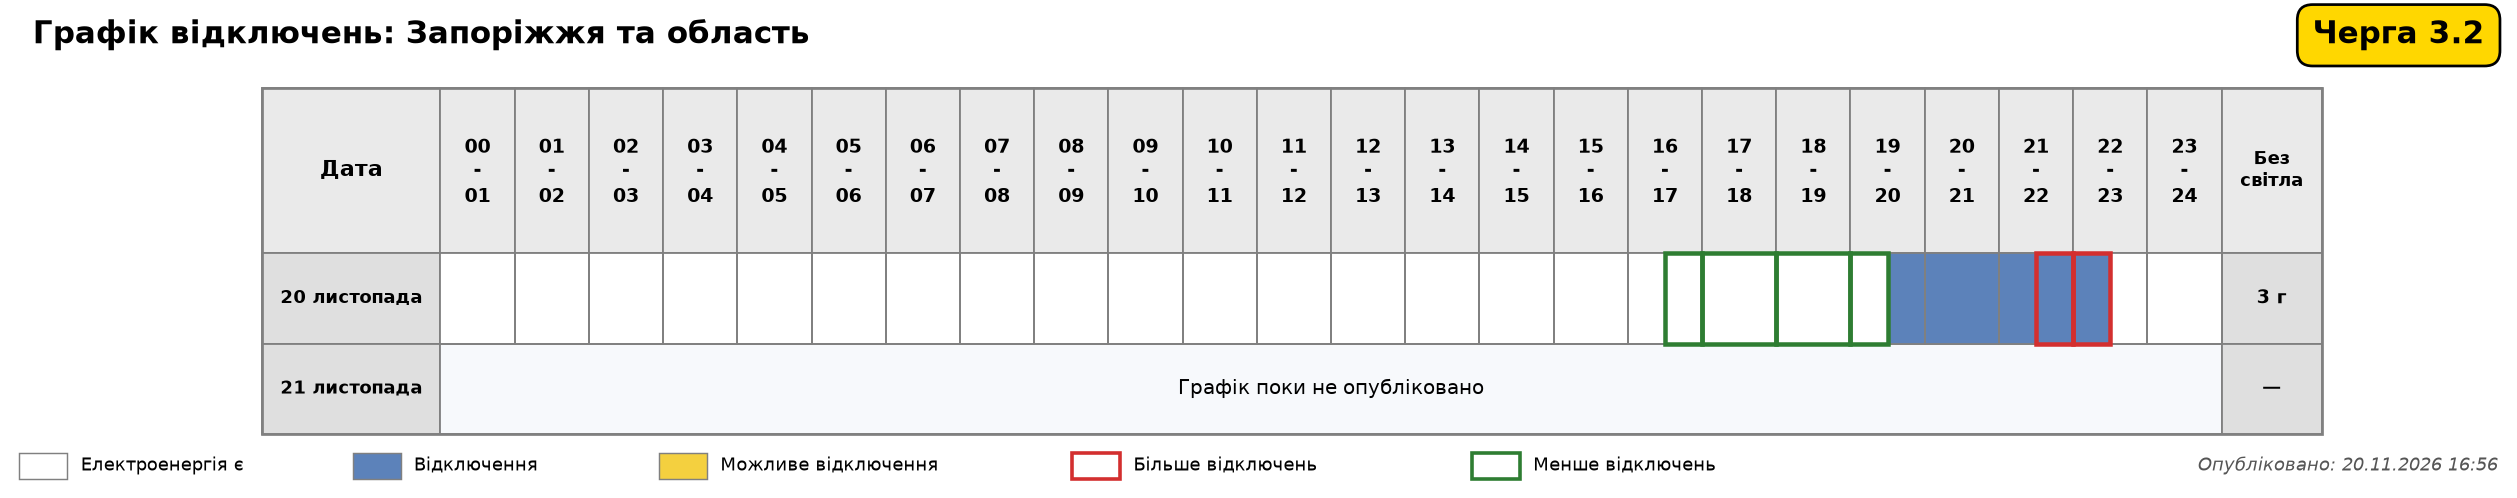 Графік відключень: Запоріжжя та область
Черга 3.2
Дата
00 - 01
01 - 02
02 - 03
03 - 04
04 - 05
05 - 06
06 - 07
07 - 08
08 - 09
09 - 10
10 - 11
11 - 12
12 - 13
13 - 14
14 - 15
15 - 16
16 - 17
17 - 18
18 - 19
19 - 20
20 - 21
21 - 22
22 - 23
23 - 24
Без
світла
20 листопада
3 г
21 листопада
Графік поки не опубліковано
—
Електроенергія є
Відключення
Можливе відключення
Більше відключень
Менше відключень
Опубліковано: 20.11.2026 16:56